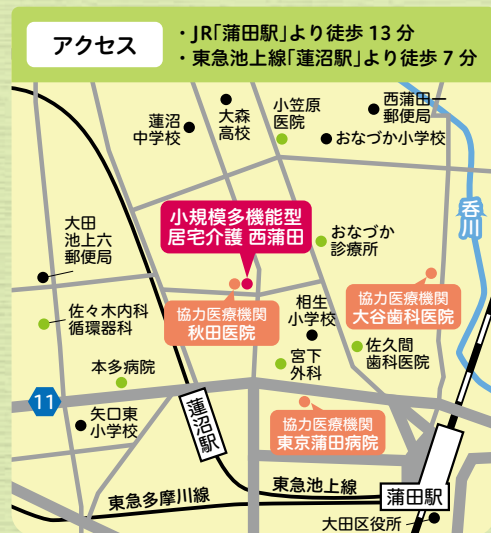 アクセス
・JR「蒲田駅」より徒歩 13 分
・東急池上線「蓮沼駅」より徒歩 7 分
蓮沼
中学校
大森
高校
小笠原
医院
西蒲田一
郵便局
おなづか小学校
呑川
大田
池上六
郵便局
小規模多機能型
居宅介護 西蒲田
おなづか
診療所
佐々木内科
循環器科
協力医療機関
秋田医院
相生
小学校
協力医療機関
大谷歯科医院
本多病院
宮下
外科
佐久間
歯科医院
11
矢口東
小学校
蓮沼駅
協力医療機関
東京蒲田病院
東急多摩川線
東急池上線
蒲田駅
大田区役所